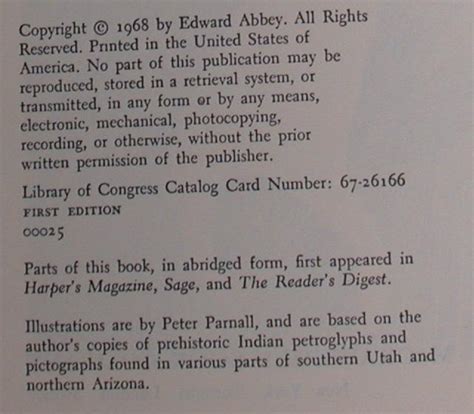 Copyright © 1968 by Edward Abbey. All Rights
Reserved. Printed in the United States of
America. No part of this publication may be
reproduced, stored in a retrieval system, or
transmitted, in any form or by any means,
electronic, mechanical, photocopying,
recording, or otherwise, without the prior
written permission of the publisher.
Library of Congress Catalog Card Number: 67-26166
FIRST EDITION
00025
Parts of this book, in abridged form, first appeared in
Harper's Magazine, Sage, and The Reader's Digest.
Illustrations are by Peter Parnall, and are based on the
author's copies of prehistoric Indian petroglyphs and
pictographs found in various parts of southern Utah and
northern Arizona.